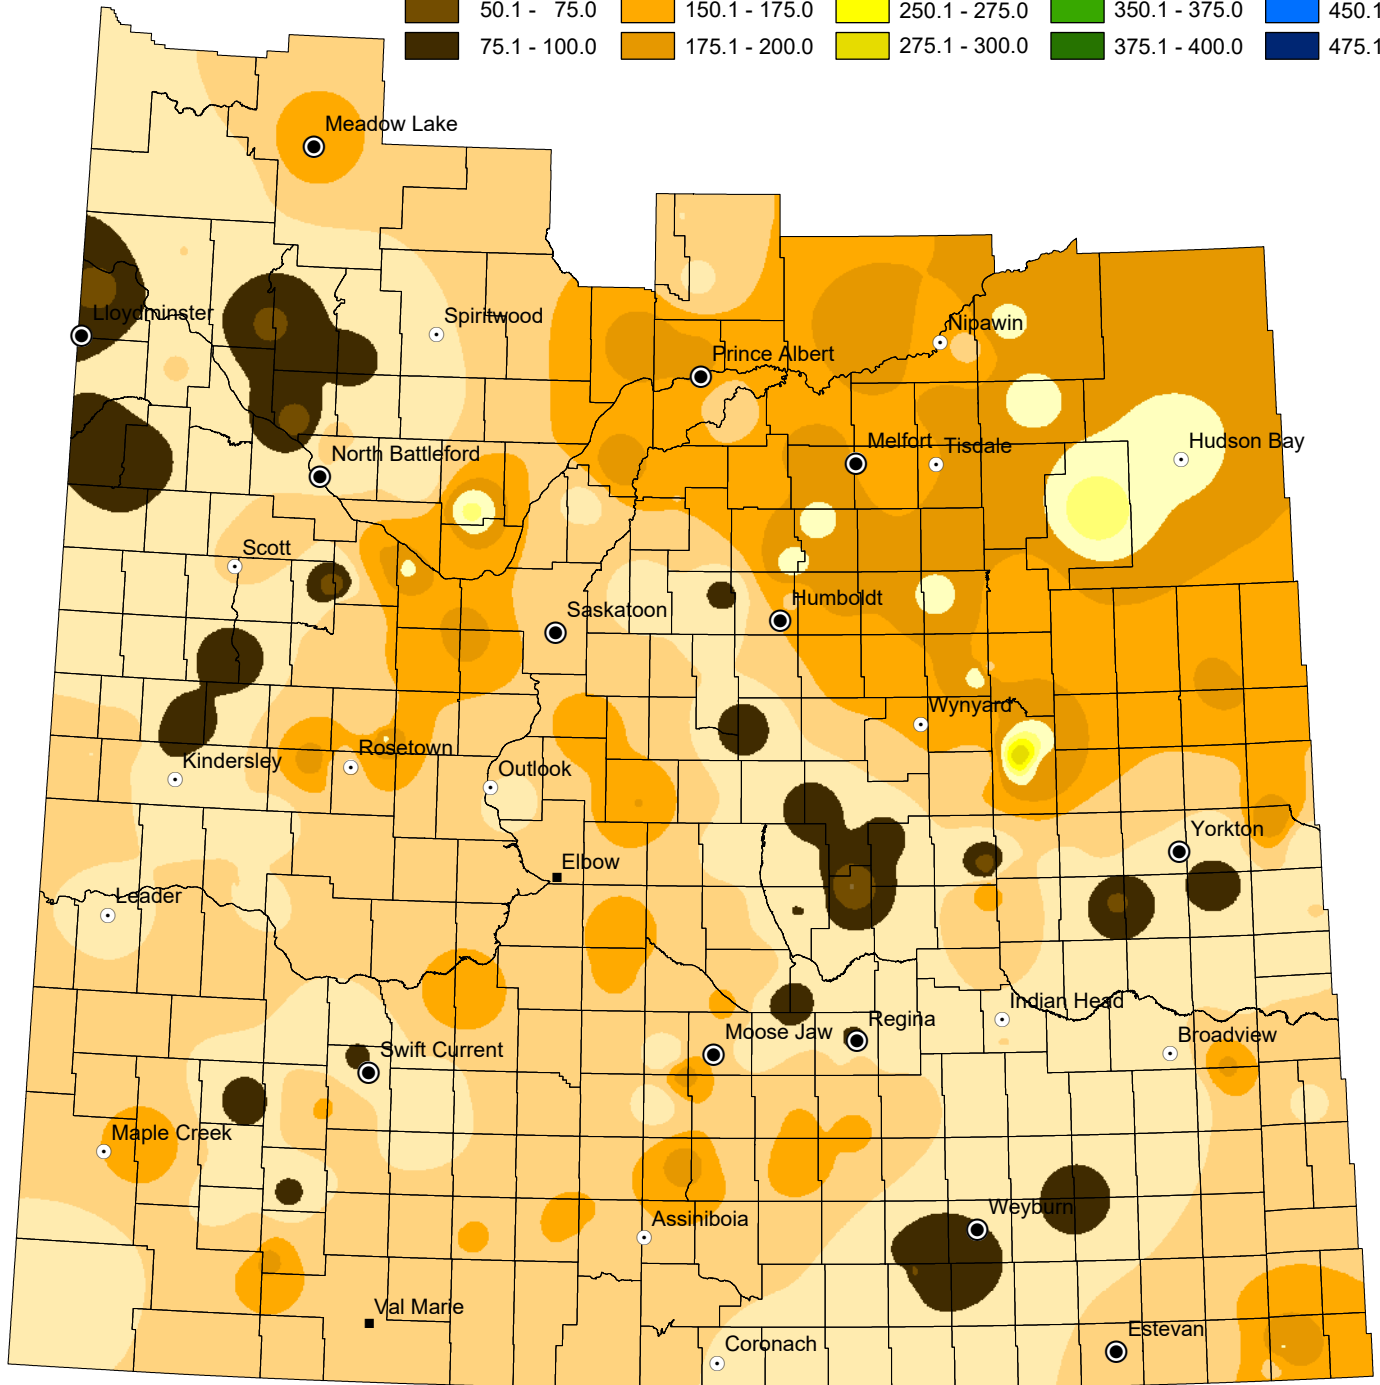 50.1 - 75.0 150.1 - 175.0 250.1 - 275.0 350.1 - 375.0 450.1
75.1 - 100.0 175.1 - 200.0 275.1 - 300.0 375.1 - 400.0 475.1
Meadow Lake
Lloydminster
Spiritwood
Nipawin
Prince Albert
Melfort
Tisdale
Hudson Bay
North Battleford
Scott
Saskatoon
Humboldt
Wynyard
Rosetown
Kindersley
Outlook
Yorkton
Elbow
Leader
Indian Head
Regina
Moose Jaw
Broadview
Swift Current
Maple Creek
Weyburn
Assiniboia
Val Marie
Estevan
Coronach